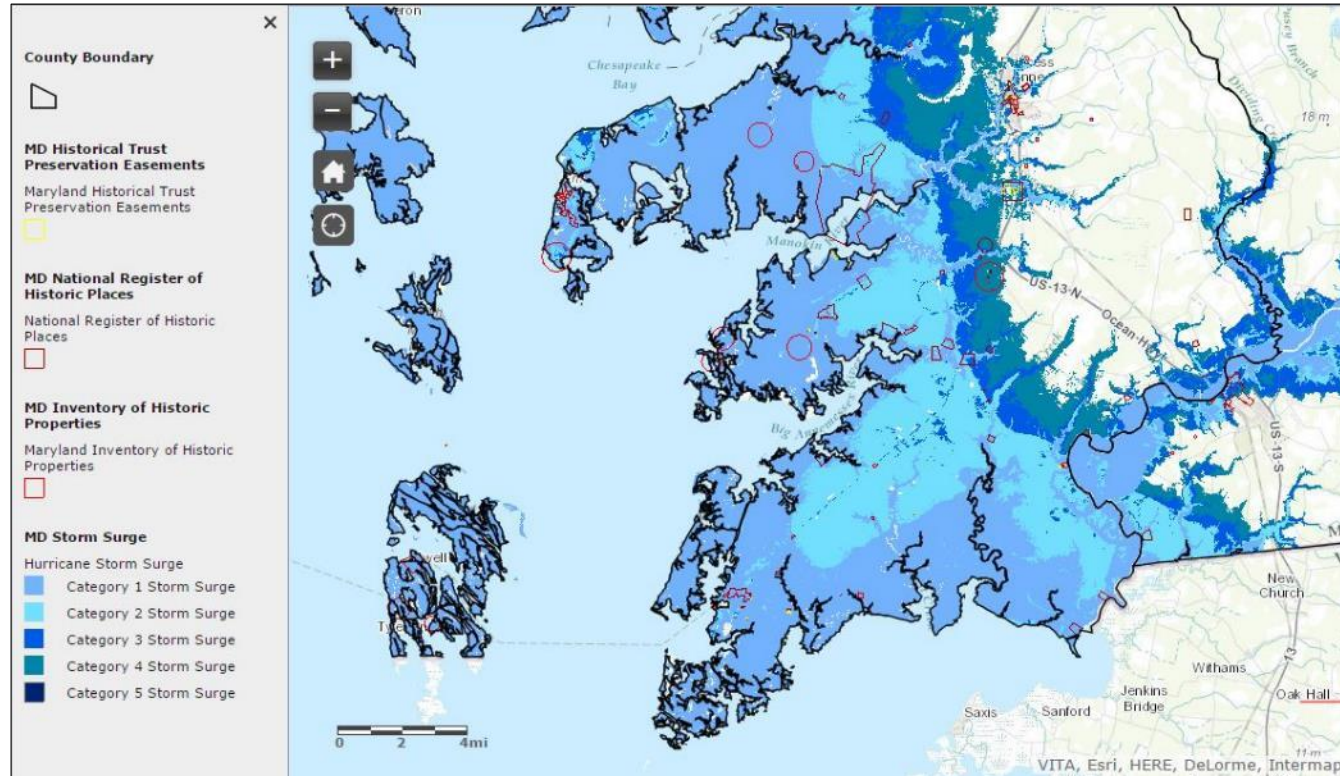 County Boundary
MD Historical Trust
Preservation Easements
Maryland Historical Trust
Preservation Easements
MD National Register of
Historic Places
National Register of Historic
Places
MD Inventory of Historic
Properties
Maryland Inventory of Historic
Properties
MD Storm Surge
Hurricane Storm Surge
Category 1 Storm Surge
Category 2 Storm Surge
Category 3 Storm Surge
Category 4 Storm Surge
Category 5 Storm Surge
+
−
Chesapeake
Bay
Dividing
Branch
18 m
Manokin
US-13-N
Ocean-Hwy
Big Annemessex
US-13-S
New
Church
Withams
Jenkins
Bridge
Oak Hall
Saxis
Sanford
13
11 m
0 2 4mi
VITA, Esri, HERE, DeLorme, Intermap